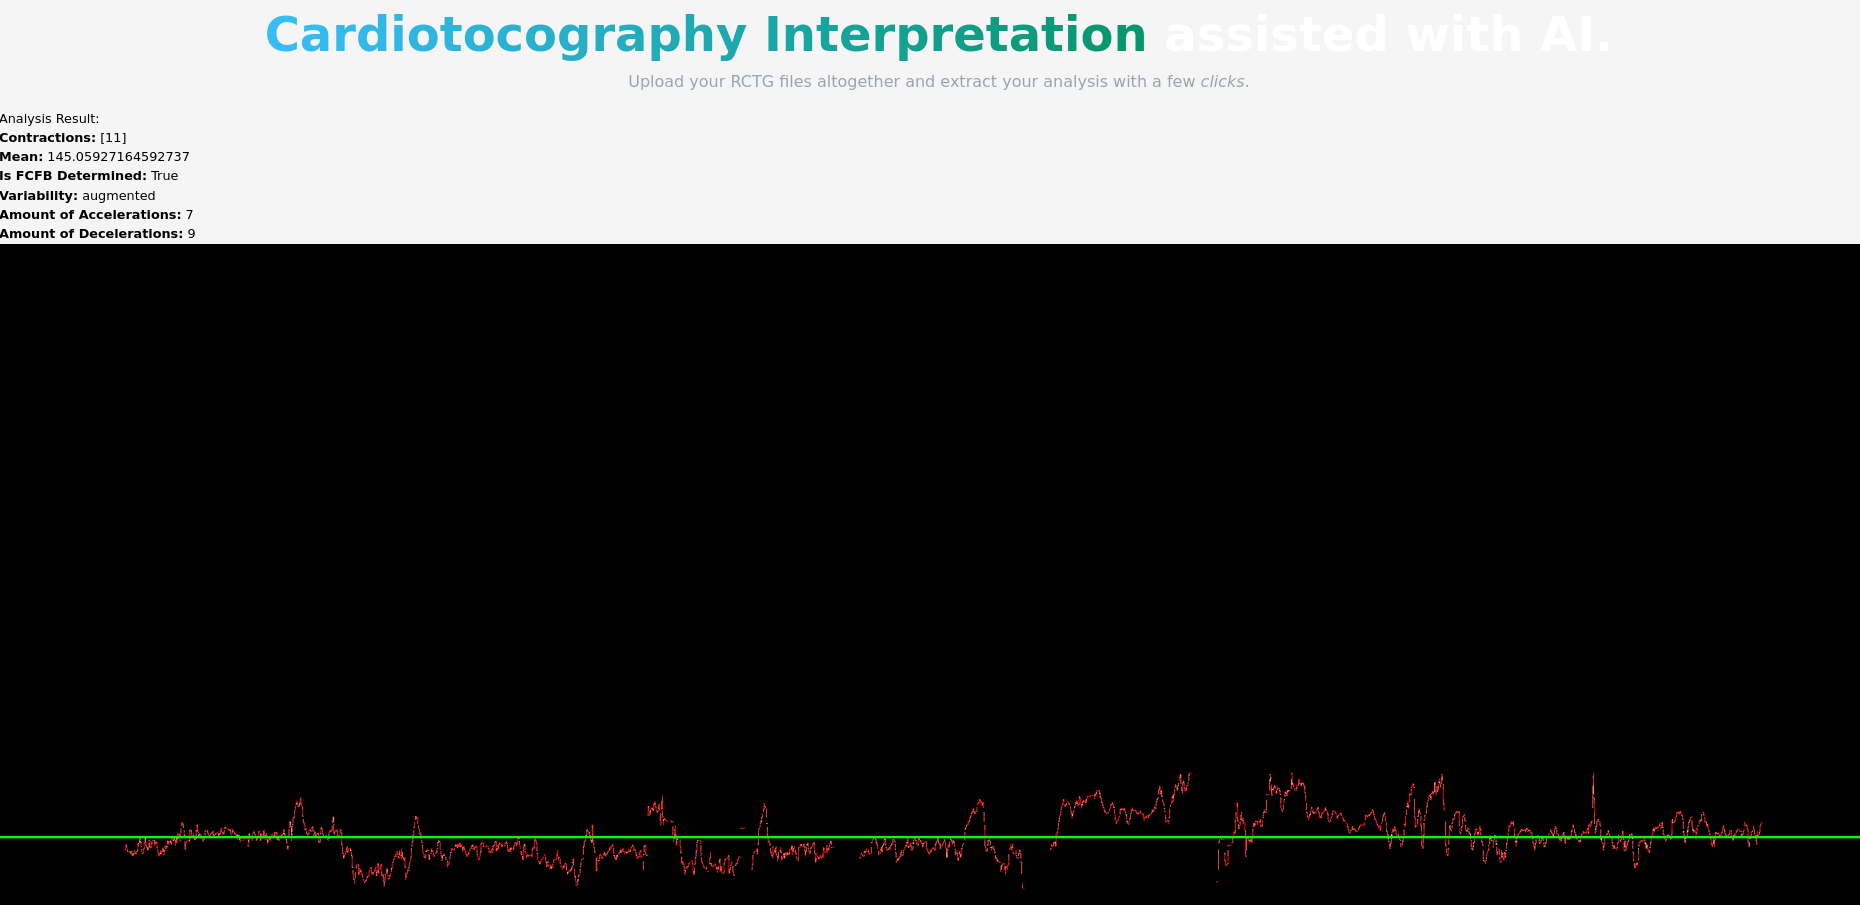 Cardiotocography Interpretation assisted with AI.
Upload your RCTG files altogether and extract your analysis with a few clicks.
Analysis Result:
Contractions: [11]
Mean: 145.05927164592737
Is FCFB Determined: True
Variability: augmented
Amount of Accelerations: 7
Amount of Decelerations: 9